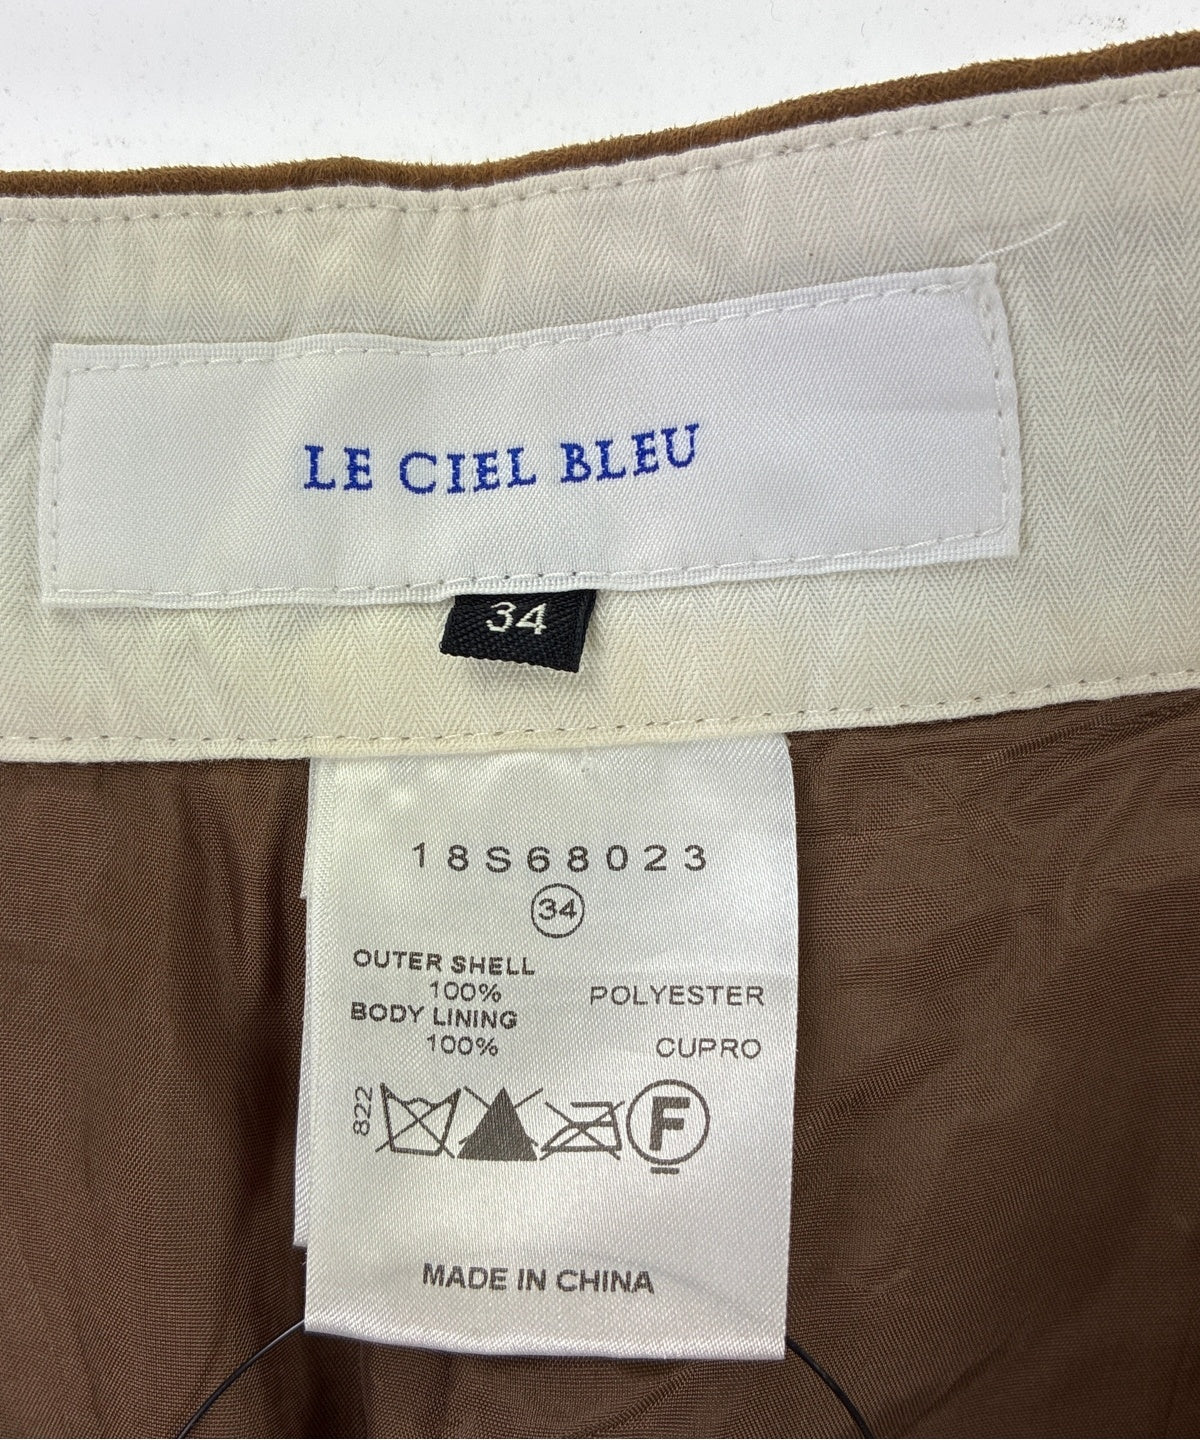 LE CIEL BLEU
34
18S68023
34
OUTER SHELL
100% POLYESTER
BODY LINING
100% CUPRO
822 F
MADE IN CHINA